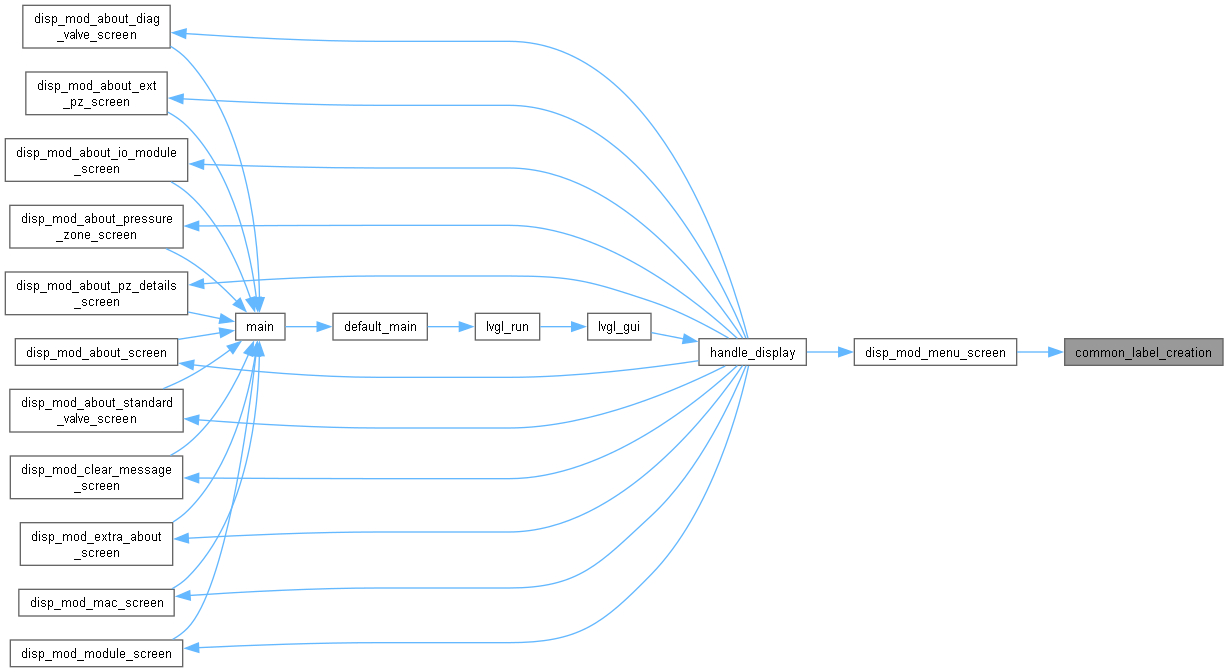 disp_mod_about_diag
_valve_screen
disp_mod_about_ext
_pz_screen
disp_mod_about_io_module
_screen
disp_mod_about_pressure
_zone_screen
disp_mod_about_pz_details
_screen
main
default_main
lvgl_run
lvgl_gui
handle_display
disp_mod_menu_screen
common_label_creation
disp_mod_about_screen
disp_mod_about_standard
_valve_screen
disp_mod_clear_message
_screen
disp_mod_extra_about
_screen
disp_mod_mac_screen
disp_mod_module_screen